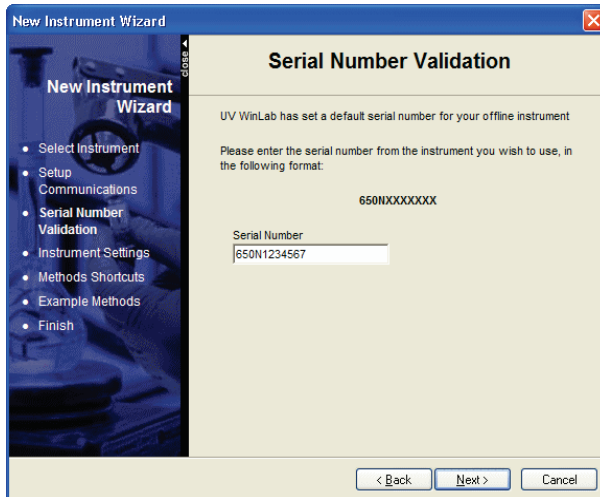 New Instrument Wizard
close
New Instrument
Wizard
Select Instrument
Setup
Communications
Serial Number
Validation
Instrument Settings
Methods Shortcuts
Example Methods
Finish
Serial Number Validation
UV WinLab has set a default serial number for your offline instrument
Please enter the serial number from the instrument you wish to use, in
the following format:
650NXXXXXXX
Serial Number
650N1234567
< Back
Next >
Cancel